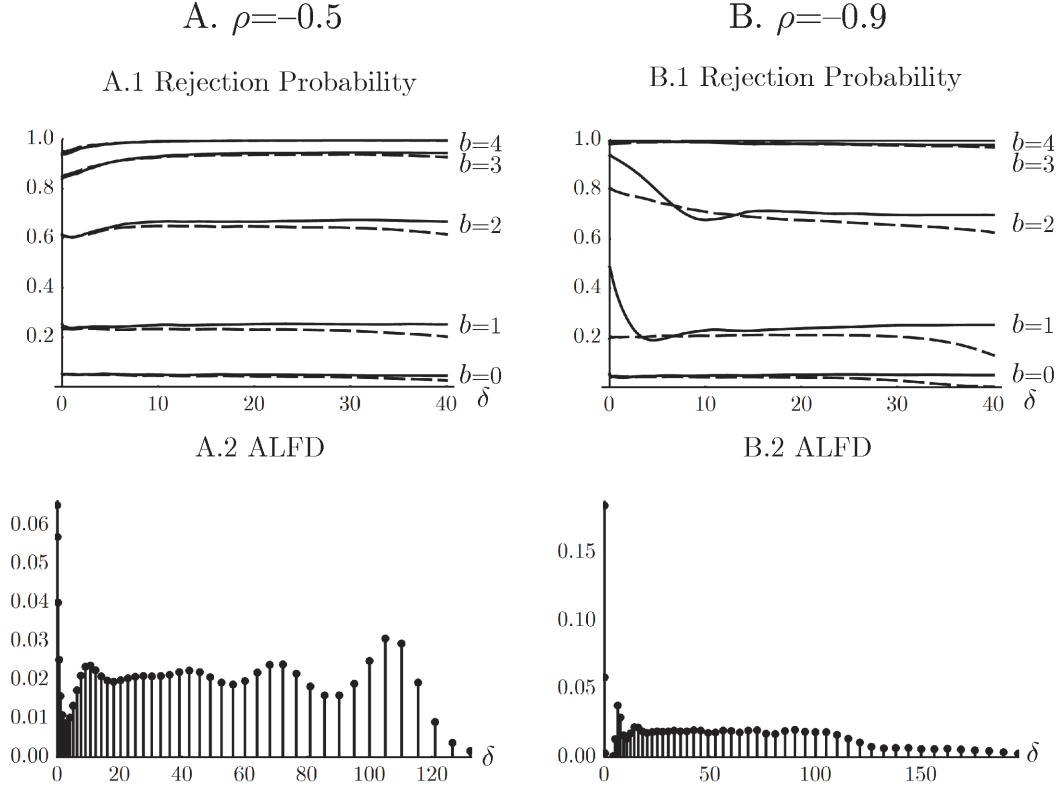 A. ρ=–0.5
A.1 Rejection Probability
1.0
0.8
0.6
0.4
0.2
b=4
b=3
b=2
b=1
b=0
0 10 20 30 40 δ
A.2 ALFD
0.06
0.05
0.04
0.03
0.02
0.01
0.00
0 20 40 60 80 100 120 δ
B. ρ=–0.9
B.1 Rejection Probability
1.0
0.8
0.6
0.4
0.2
b=4
b=3
b=2
b=1
b=0
0 10 20 30 40 δ
B.2 ALFD
0.15
0.10
0.05
0.00
0 50 100 150 δ